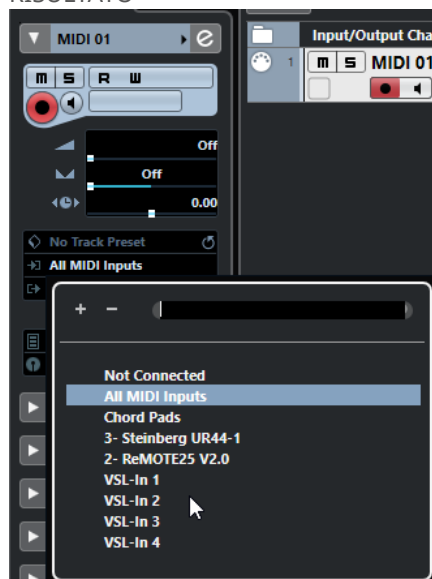 RISULTATO
MIDI 01
e
Input/Output Cha
m S R W
1 m S MIDI 01
Off
Off
0.00
No Track Preset
All MIDI Inputs
+ -
Not Connected
All MIDI Inputs
Chord Pads
3- Steinberg UR44-1
2- ReMOTE25 V2.0
VSL-In 1
VSL-In 2
VSL-In 3
VSL-In 4